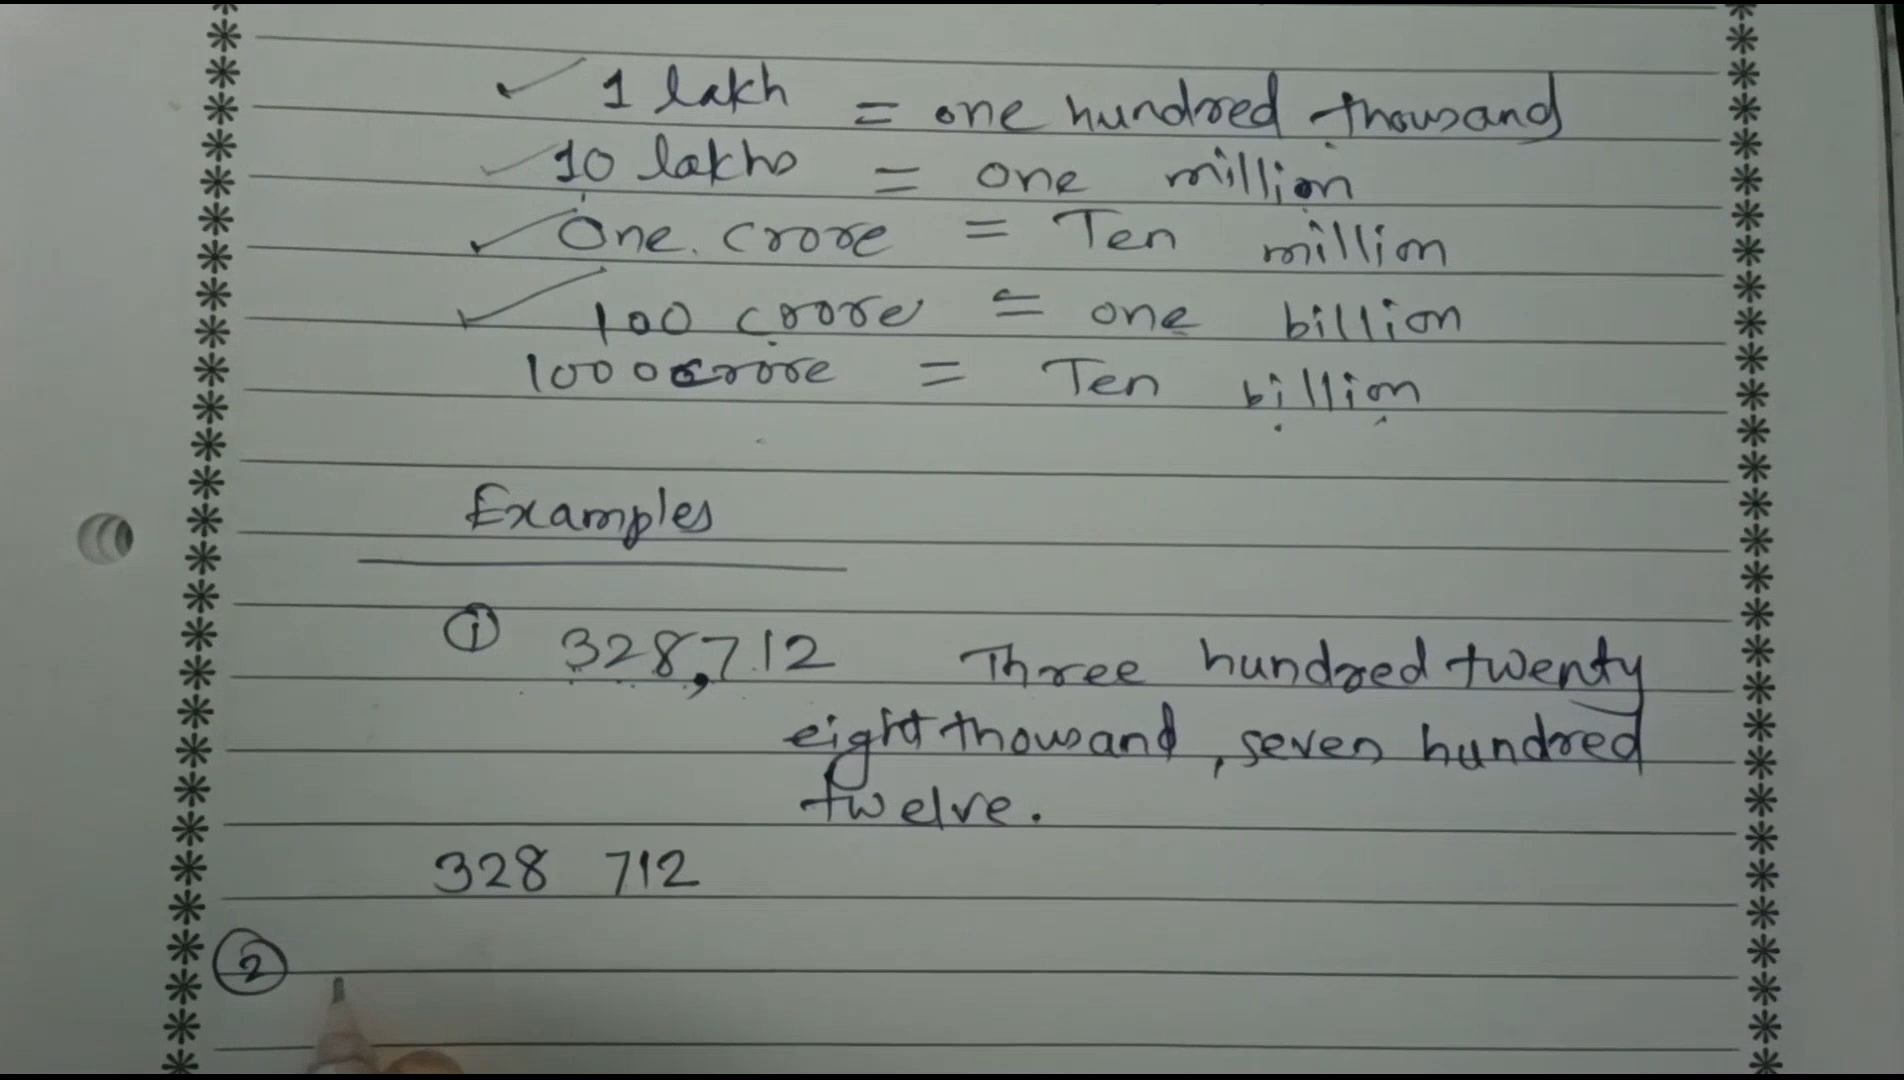 1 lakh = one hundred thousand
10 lakhs = one million
One crore = Ten million
100 crore = one billion
1000 crore = Ten billion
Examples
① 328,712 Three hundred twenty
eight thousand, seven hundred
twelve.
328 712
②